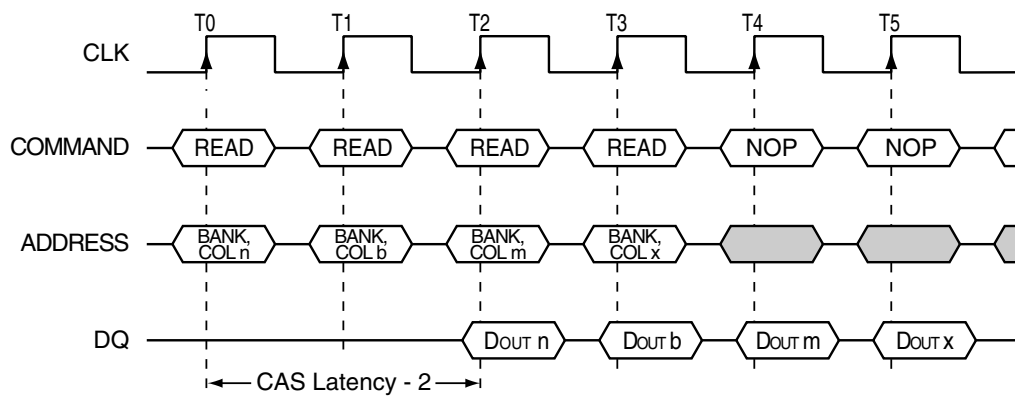 T0 T1 T2 T3 T4 T5
CLK
COMMAND READ READ READ READ NOP NOP
ADDRESS BANK, COL n BANK, COL b BANK, COL m BANK, COL x
DQ DOUT n DOUT b DOUT m DOUT x
CAS Latency - 2